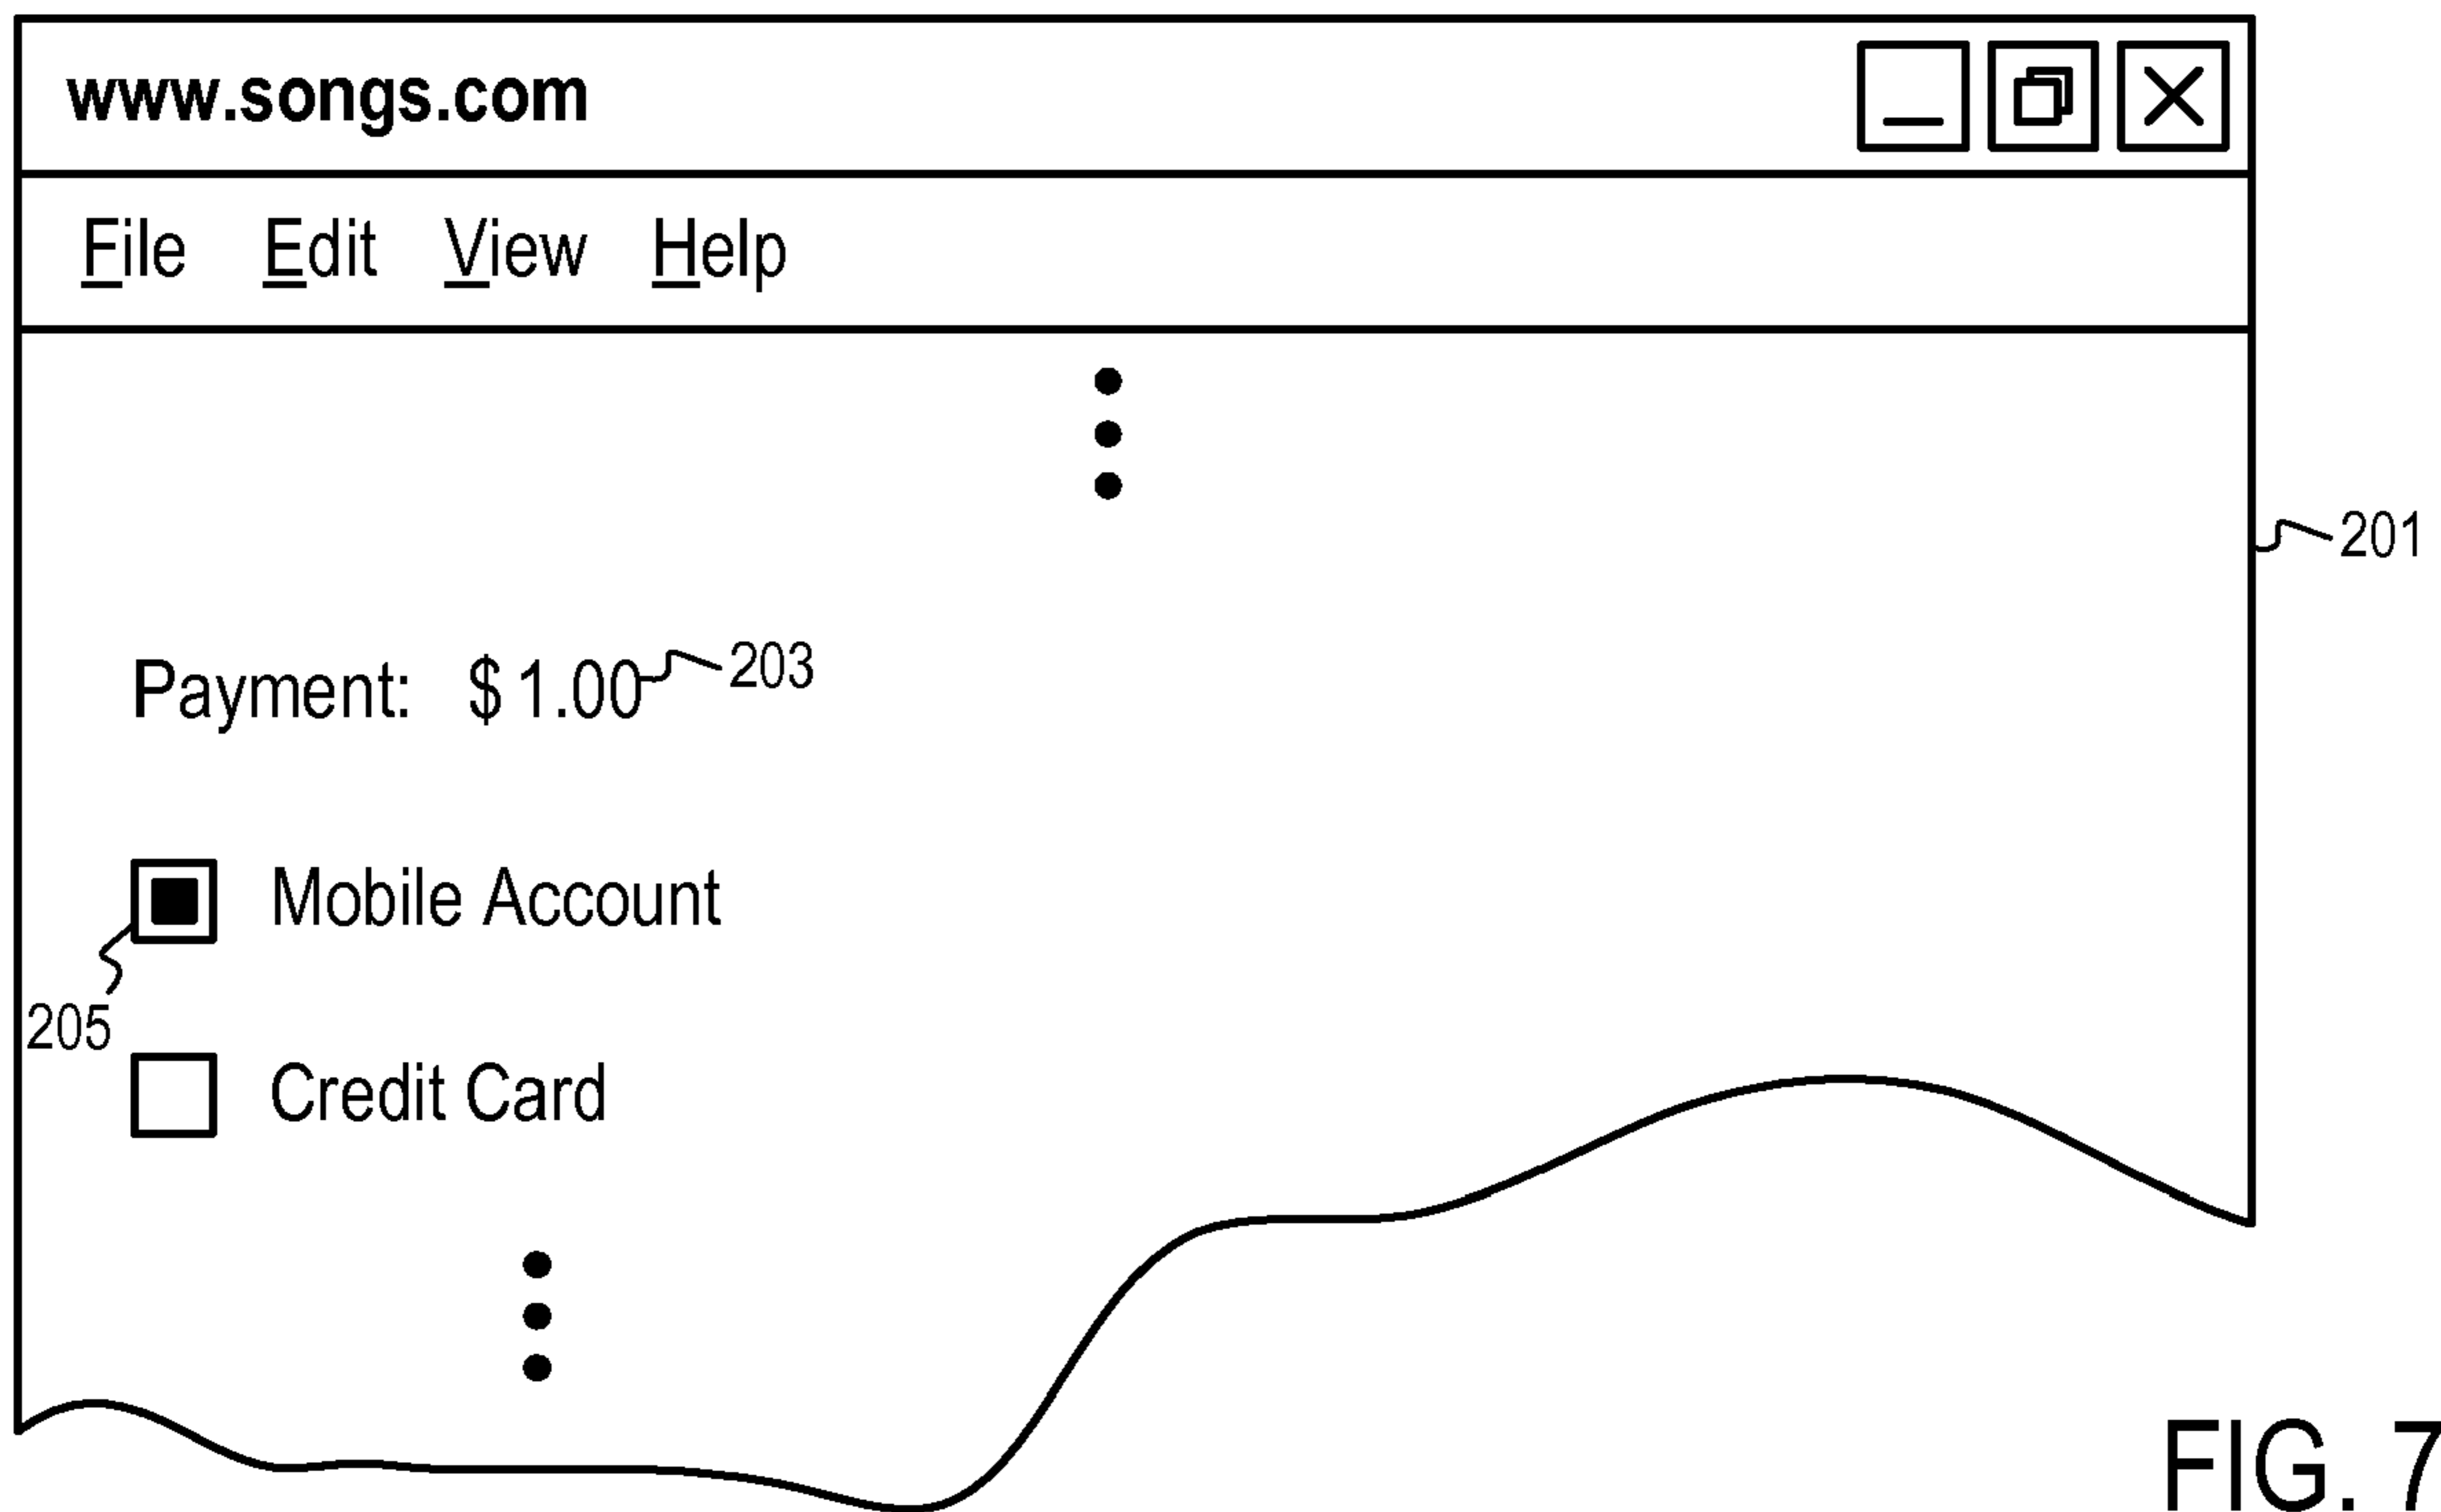 www.songs.com
File Edit View Help
201
Payment: $1.00 203
Mobile Account
205
Credit Card
FIG. 7